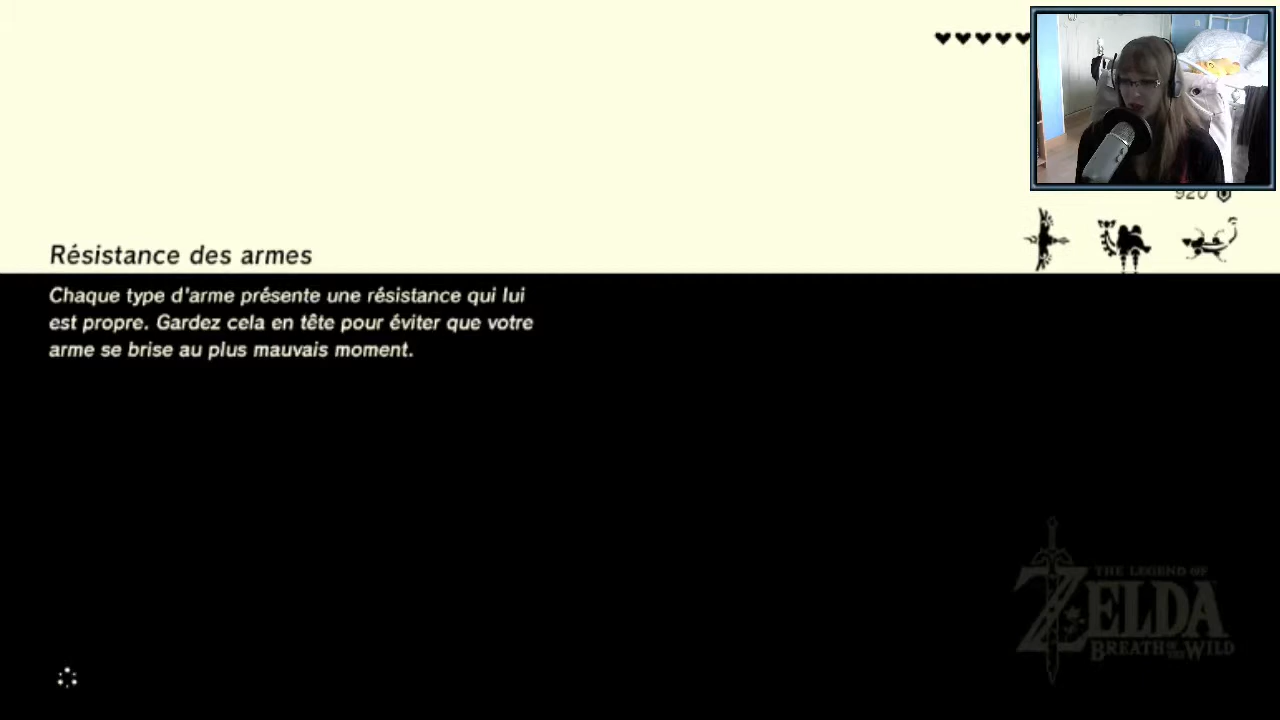 920
Résistance des armes
Chaque type d'arme présente une résistance qui lui
est propre. Gardez cela en tête pour éviter que votre
arme se brise au plus mauvais moment.
THE LEGEND OF
ZELDA
BREATH OF THE WILD